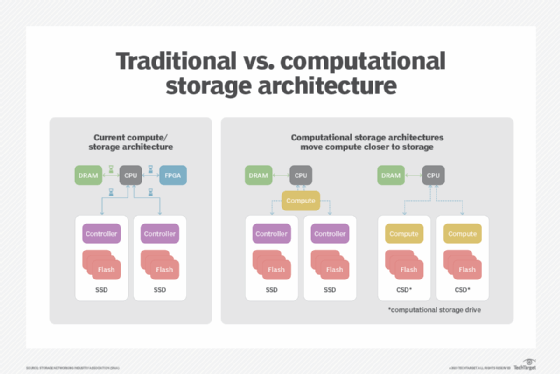 Traditional vs. computational
storage architecture
Current compute/
storage architecture
DRAM
CPU
FPGA
Controller
Controller
Flash
Flash
SSD
SSD
Computational storage architectures
move compute closer to storage
DRAM
CPU
Compute
Controller
Controller
Flash
Flash
SSD
SSD
DRAM
CPU
Compute
Compute
Flash
Flash
CSD*
CSD*
*computational storage drive
TechTarget